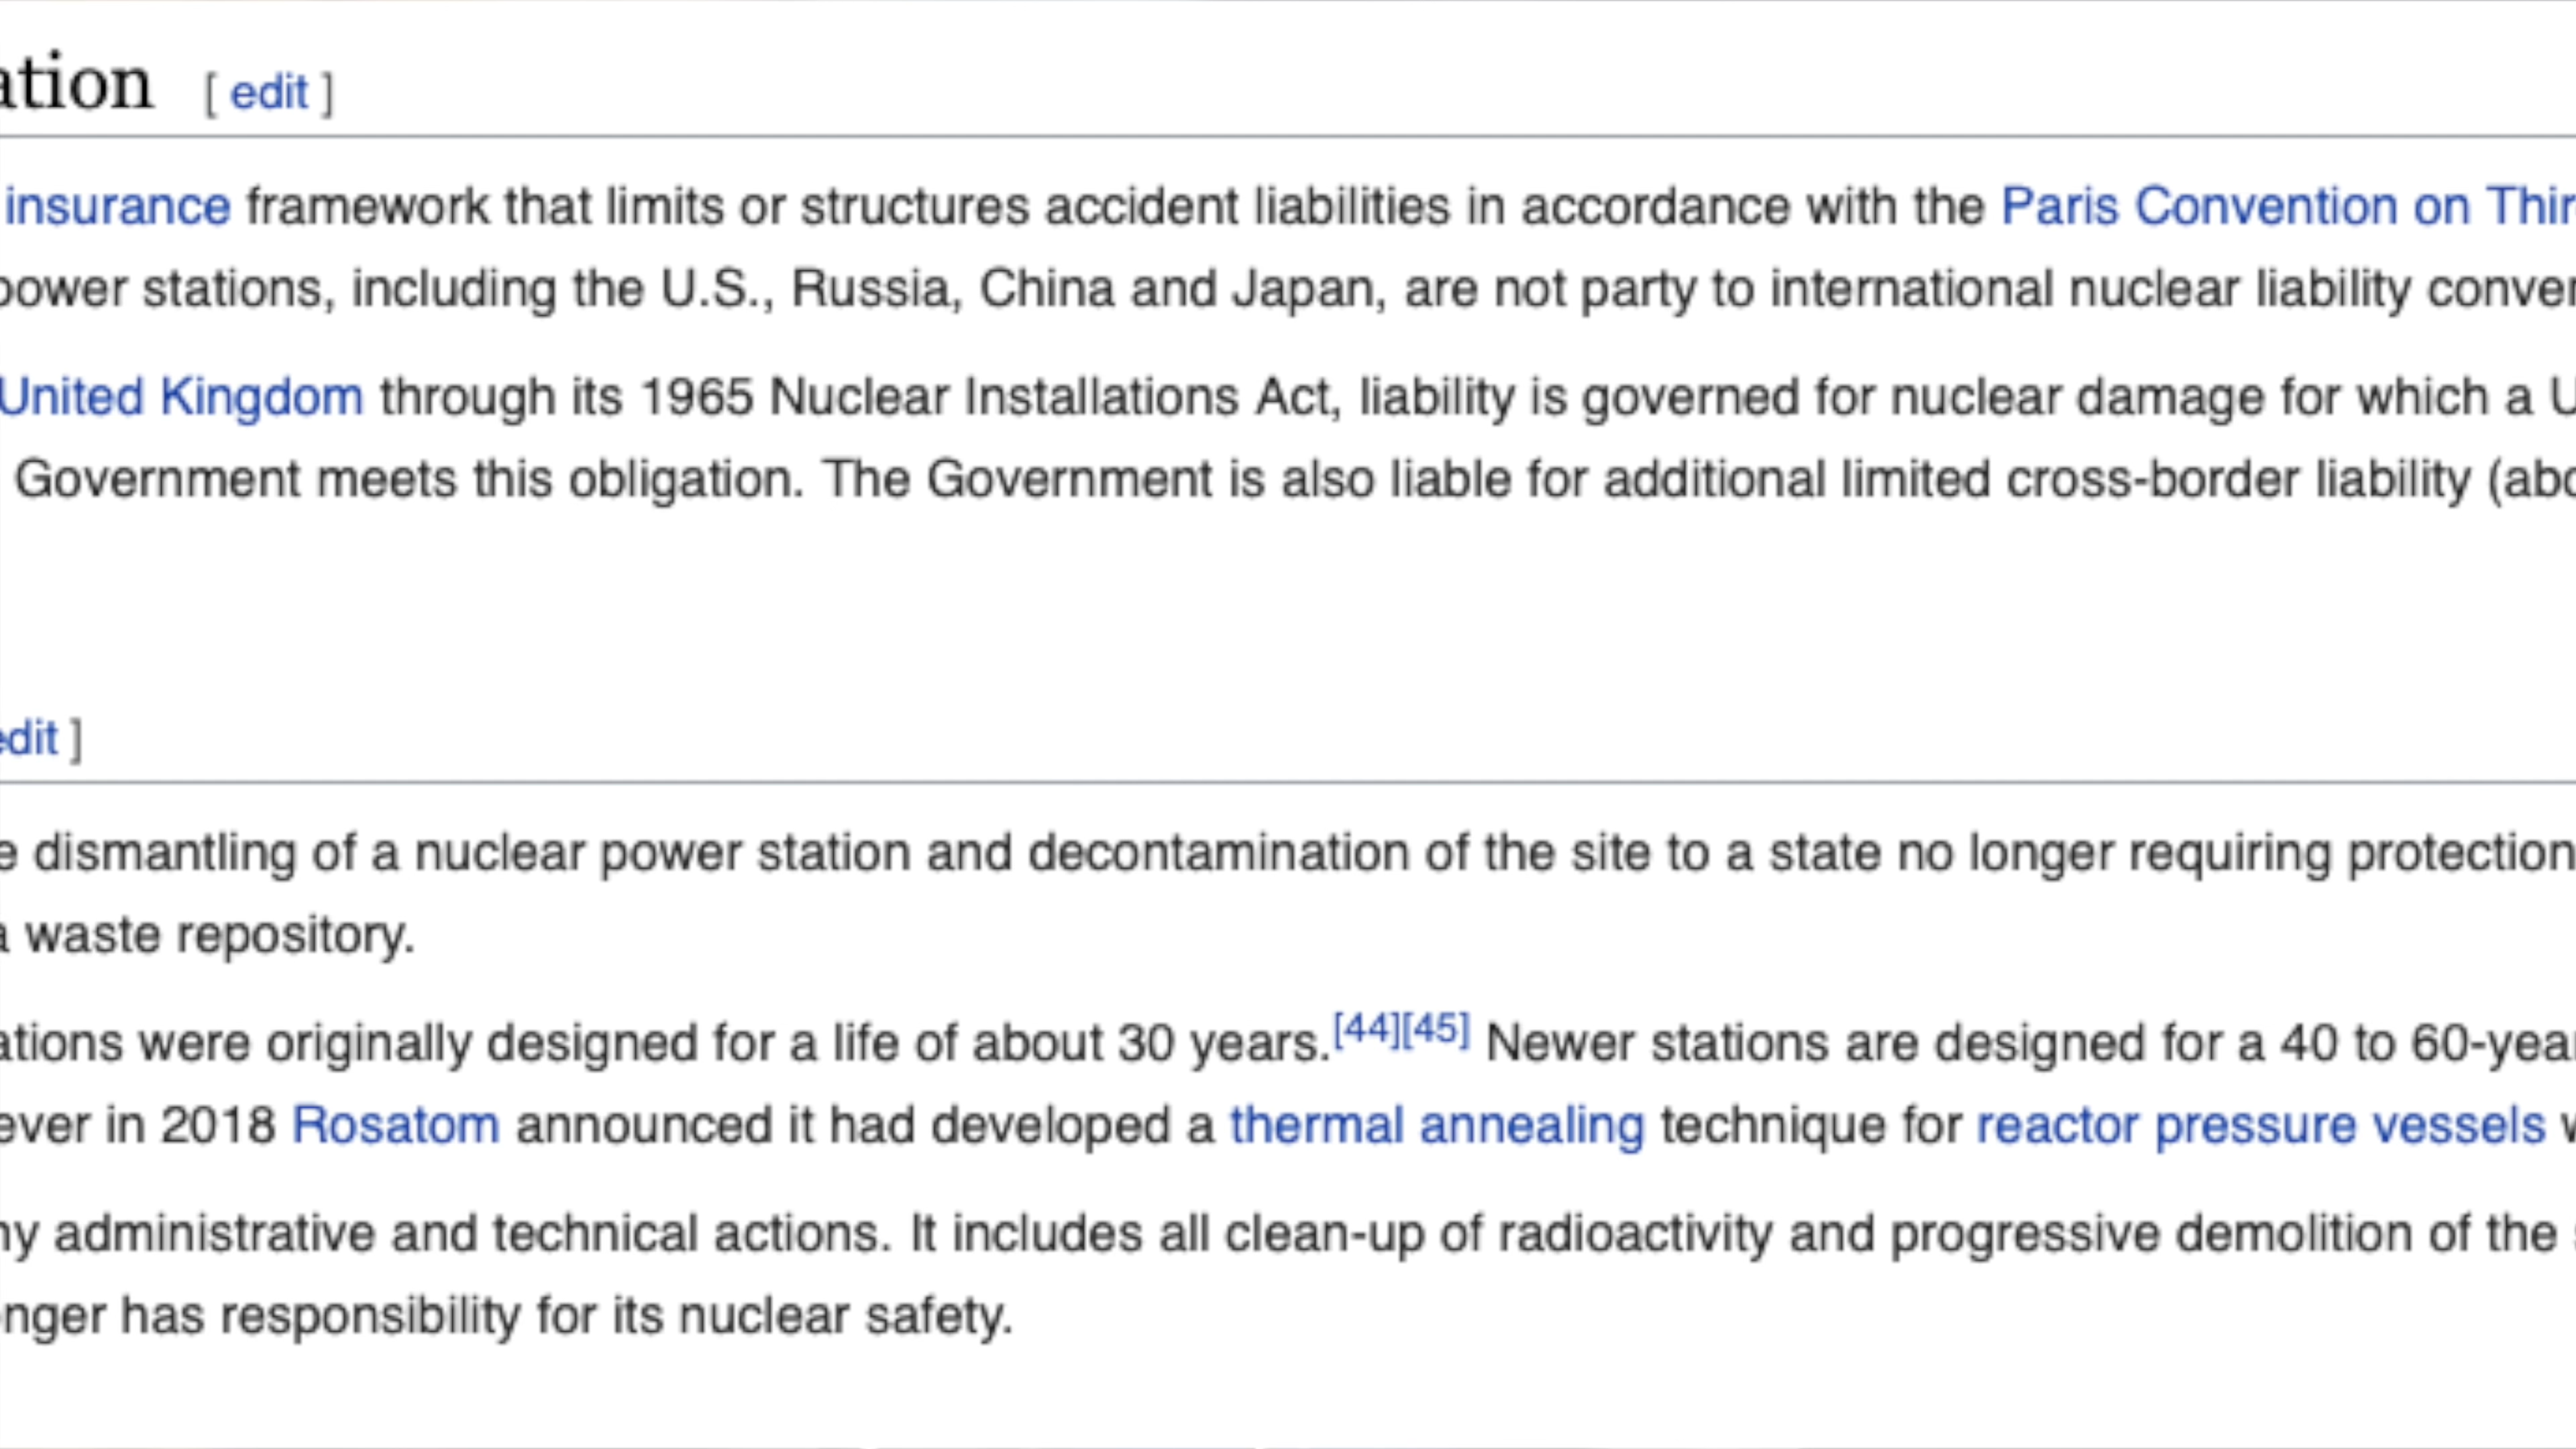 ation [ edit ]
insurance framework that limits or structures accident liabilities in accordance with the Paris Convention on Thir
power stations, including the U.S., Russia, China and Japan, are not party to international nuclear liability conver
United Kingdom through its 1965 Nuclear Installations Act, liability is governed for nuclear damage for which a U
Government meets this obligation. The Government is also liable for additional limited cross-border liability (abo
edit ]
e dismantling of a nuclear power station and decontamination of the site to a state no longer requiring protection
a waste repository.
ations were originally designed for a life of about 30 years.[44][45] Newer stations are designed for a 40 to 60-year
ever in 2018 Rosatom announced it had developed a thermal annealing technique for reactor pressure vessels w
ny administrative and technical actions. It includes all clean-up of radioactivity and progressive demolition of the
nger has responsibility for its nuclear safety.